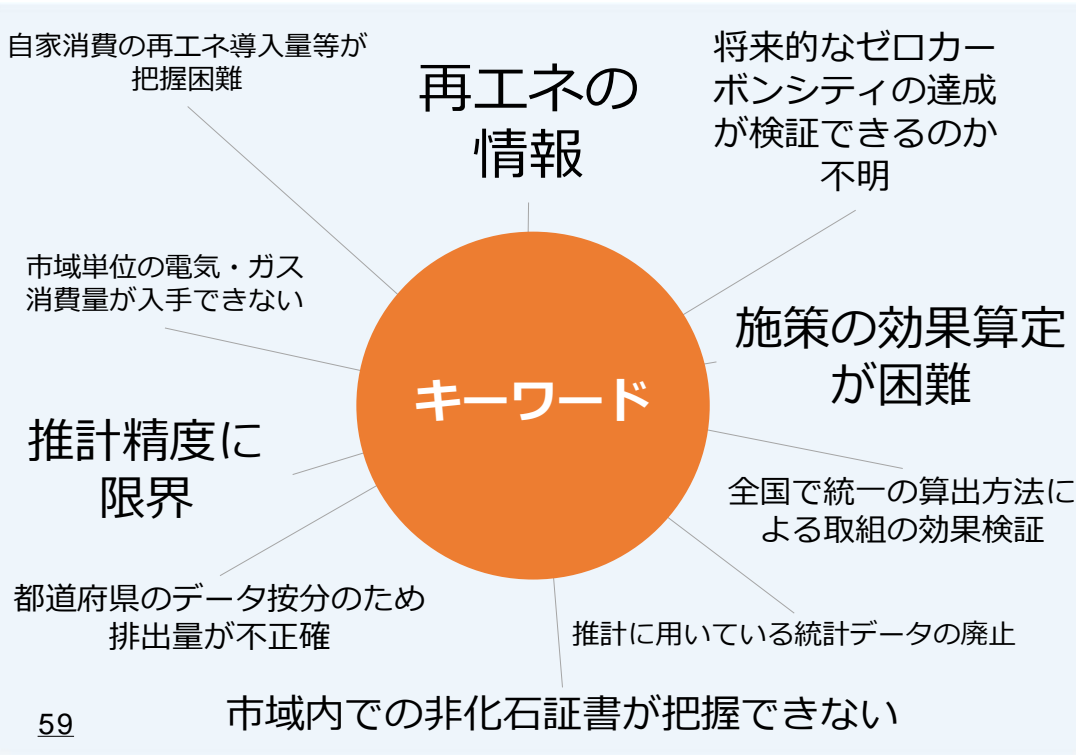 自家消費の再エネ導入量等が
把握困難
再エネの
情報
将来的なゼロカー
ボンシティの達成
が検証できるのか
不明
市域単位の電気・ガス
消費量が入手できない
キーワード
施策の効果算定
が困難
推計精度に
限界
全国で統一の算出方法に
よる取組の効果検証
都道府県のデータ按分のため
排出量が不正確
推計に用いている統計データの廃止
市域内での非化石証書が把握できない
59